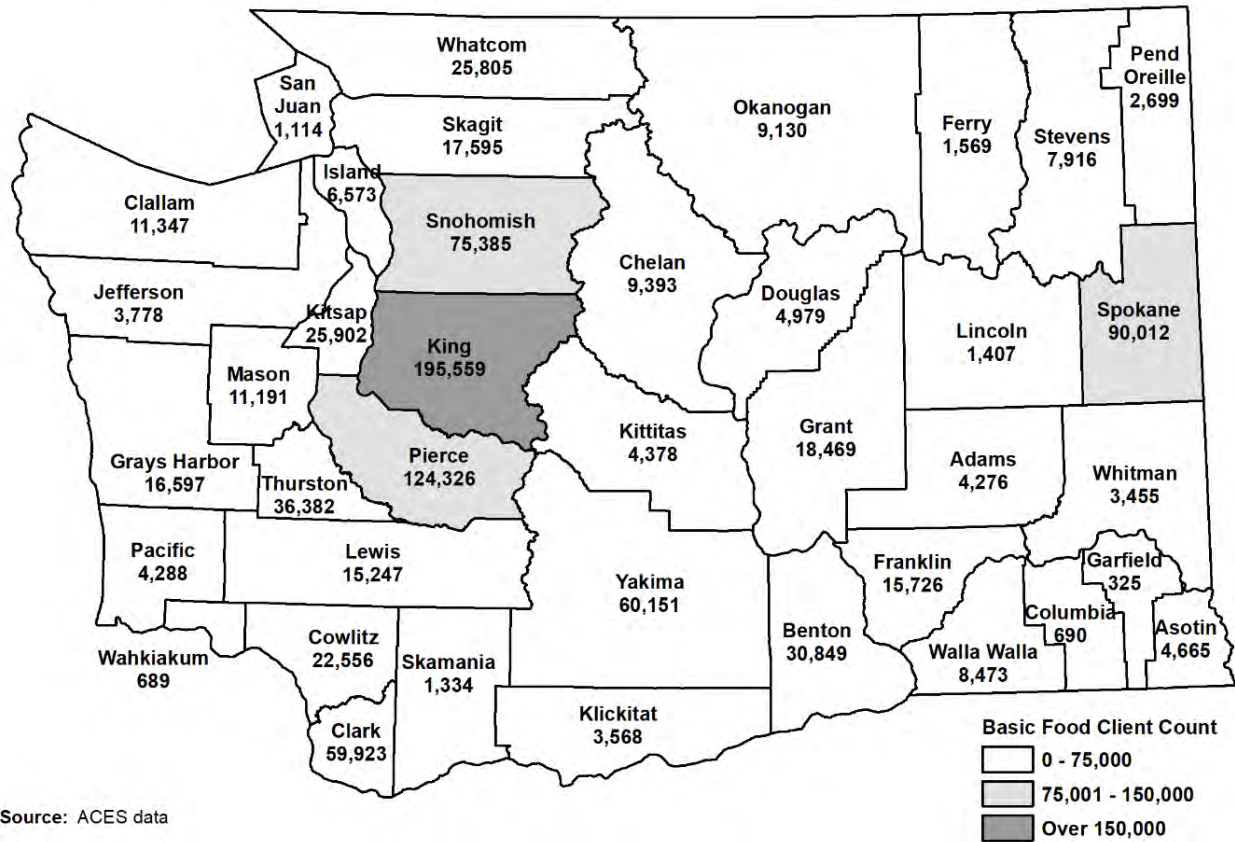 Whatcom
25,805
San
Juan
1,114
Skagit
17,595
Okanogan
9,130
Ferry
1,569
Stevens
7,916
Pend
Oreille
2,699
Island
6,573
Clallam
11,347
Snohomish
75,385
Chelan
9,393
Douglas
4,979
Jefferson
3,778
Kitsap
25,902
King
195,559
Lincoln
1,407
Spokane
90,012
Mason
11,191
Grays Harbor
16,597
Thurston
36,382
Pierce
124,326
Kittitas
4,378
Grant
18,469
Adams
4,276
Whitman
3,455
Pacific
4,288
Lewis
15,247
Yakima
60,151
Franklin
15,726
Garfield
325
Columbia
690
Asotin
4,665
Benton
30,849
Walla Walla
8,473
Wahkiakum
689
Cowlitz
22,556
Skamania
1,334
Clark
59,923
Klickitat
3,568
Basic Food Client Count
0 - 75,000
75,001 - 150,000
Over 150,000
Source: ACES data